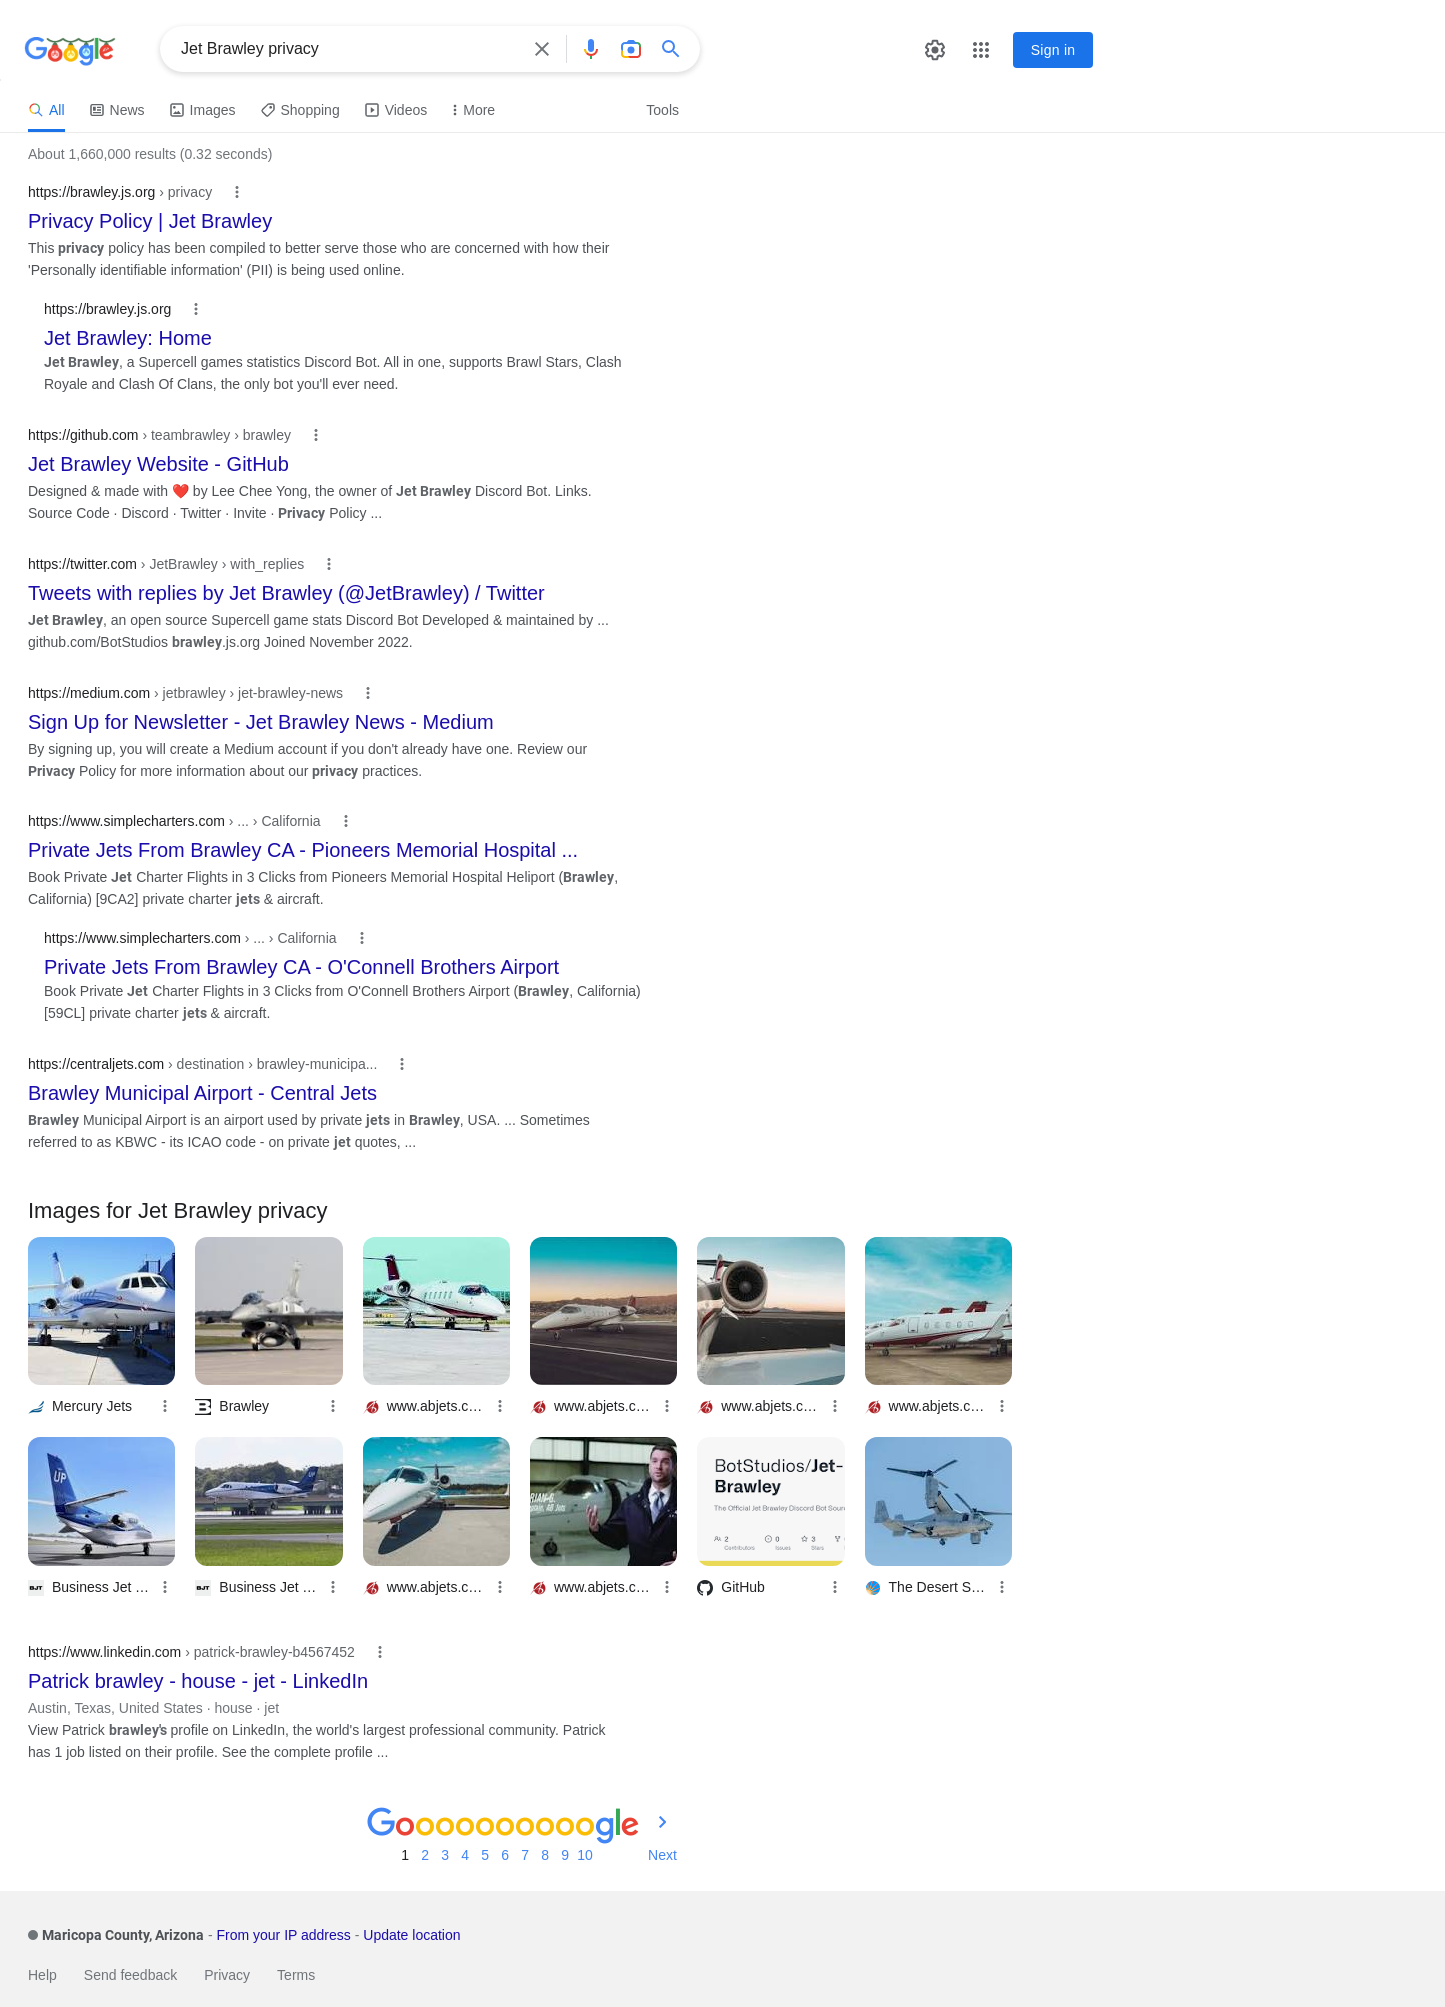 Google
Jet Brawley privacy
Sign in
All
News
Images
Shopping
Videos
More
Tools
About 1,660,000 results (0.32 seconds)
https://brawley.js.org › privacy
Privacy Policy | Jet Brawley
This privacy policy has been compiled to better serve those who are concerned with how their
'Personally identifiable information' (PII) is being used online.
https://brawley.js.org
Jet Brawley: Home
Jet Brawley, a Supercell games statistics Discord Bot. All in one, supports Brawl Stars, Clash
Royale and Clash Of Clans, the only bot you'll ever need.
https://github.com › teambrawley › brawley
Jet Brawley Website - GitHub
Designed & made with ❤️ by Lee Chee Yong, the owner of Jet Brawley Discord Bot. Links.
Source Code · Discord · Twitter · Invite · Privacy Policy ...
https://twitter.com › JetBrawley › with_replies
Tweets with replies by Jet Brawley (@JetBrawley) / Twitter
Jet Brawley, an open source Supercell game stats Discord Bot Developed & maintained by ...
github.com/BotStudios brawley.js.org Joined November 2022.
https://medium.com › jetbrawley › jet-brawley-news
Sign Up for Newsletter - Jet Brawley News - Medium
By signing up, you will create a Medium account if you don't already have one. Review our
Privacy Policy for more information about our privacy practices.
https://www.simplecharters.com › ... › California
Private Jets From Brawley CA - Pioneers Memorial Hospital ...
Book Private Jet Charter Flights in 3 Clicks from Pioneers Memorial Hospital Heliport (Brawley,
California) [9CA2] private charter jets & aircraft.
https://www.simplecharters.com › ... › California
Private Jets From Brawley CA - O'Connell Brothers Airport
Book Private Jet Charter Flights in 3 Clicks from O'Connell Brothers Airport (Brawley, California)
[59CL] private charter jets & aircraft.
https://centraljets.com › destination › brawley-municipa...
Brawley Municipal Airport - Central Jets
Brawley Municipal Airport is an airport used by private jets in Brawley, USA. ... Sometimes
referred to as KBWC - its ICAO code - on private jet quotes, ...
Images for Jet Brawley privacy
Mercury Jets
Brawley
www.abjets.c...
www.abjets.c...
www.abjets.c...
www.abjets.c...
UP
UP
RIAN G.
AB Jets
BotStudios/Jet-
Brawley
The Official Jet Brawley Discord Bot Sour
2
0
3
Contributors
Issues
Stars
BJT
Business Jet ...
BJT
Business Jet ...
www.abjets.c...
www.abjets.c...
GitHub
The Desert S...
https://www.linkedin.com › patrick-brawley-b4567452
Patrick brawley - house - jet - LinkedIn
Austin, Texas, United States · house · jet
View Patrick brawley's profile on LinkedIn, the world's largest professional community. Patrick
has 1 job listed on their profile. See the complete profile ...
Goooooooooogle
1 2 3 4 5 6 7 8 9 10 Next
Maricopa County, Arizona - From your IP address - Update location
Help Send feedback Privacy Terms